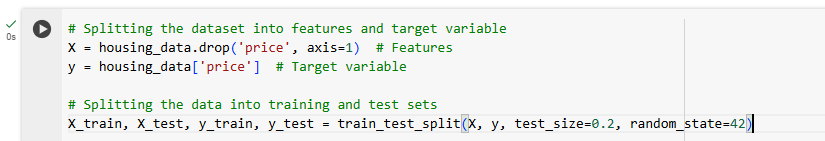 0s
# Splitting the dataset into features and target variable
X = housing_data.drop('price', axis=1)  # Features
y = housing_data['price']  # Target variable

# Splitting the data into training and test sets
X_train, X_test, y_train, y_test = train_test_split(X, y, test_size=0.2, random_state=42)